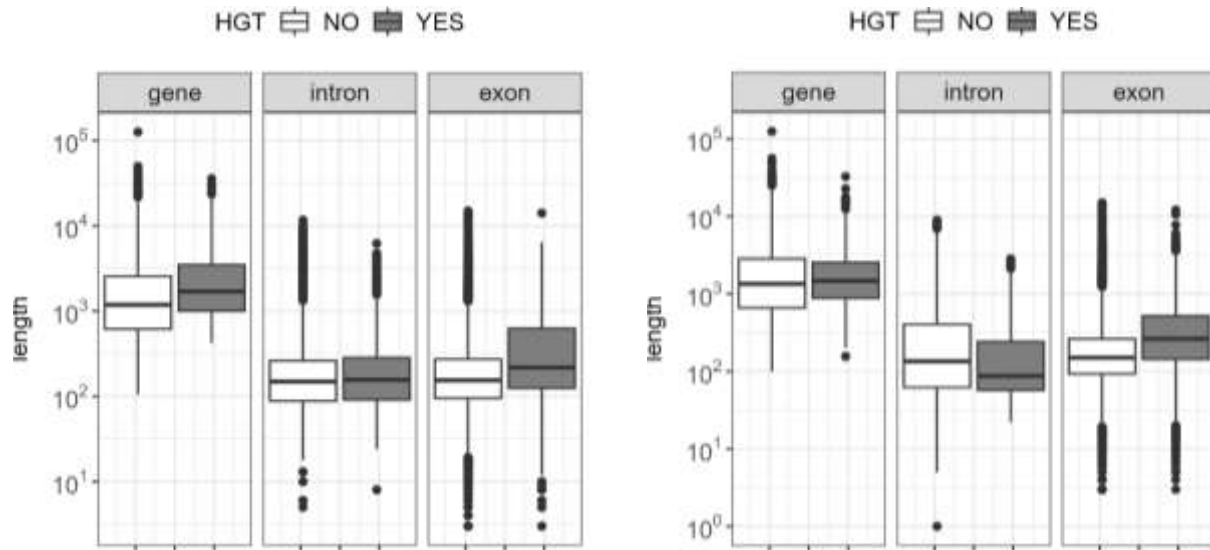 HGT NO YES
gene intron exon
10^5
10^4
10^3
10^2
10^1
length
HGT NO YES
gene intron exon
10^5
10^4
10^3
10^2
10^1
10^0
length